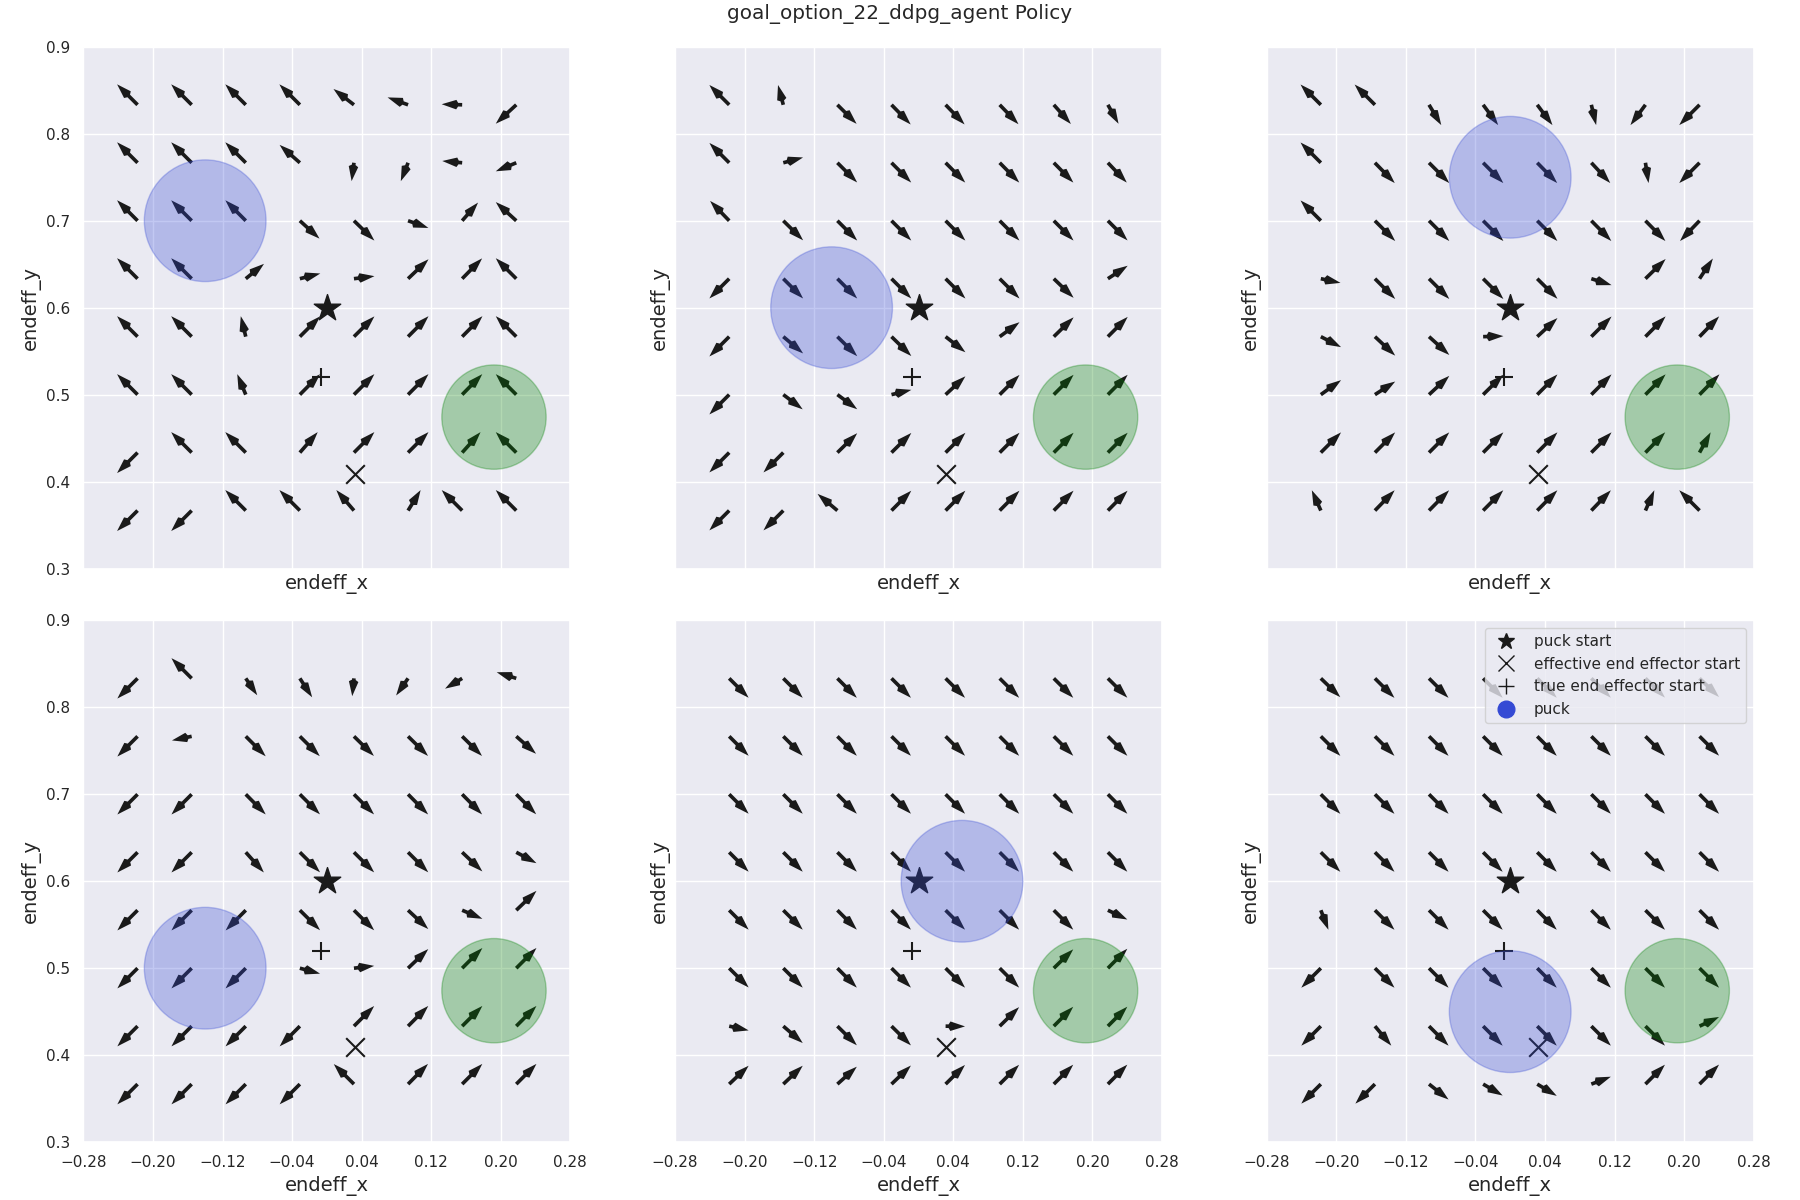 goal_option_22_ddpg_agent Policy
0.9
0.8
0.7
0.6
0.5
0.4
0.3
endeff_y
endeff_x
endeff_y
endeff_x
endeff_y
endeff_x
0.9
0.8
0.7
0.6
0.5
0.4
0.3
endeff_y
−0.28 −0.20 −0.12 −0.04 0.04 0.12 0.20 0.28
endeff_x
endeff_y
−0.28 −0.20 −0.12 −0.04 0.04 0.12 0.20 0.28
endeff_x
endeff_y
puck start
effective end effector start
true end effector start
puck
−0.28 −0.20 −0.12 −0.04 0.04 0.12 0.20 0.28
endeff_x